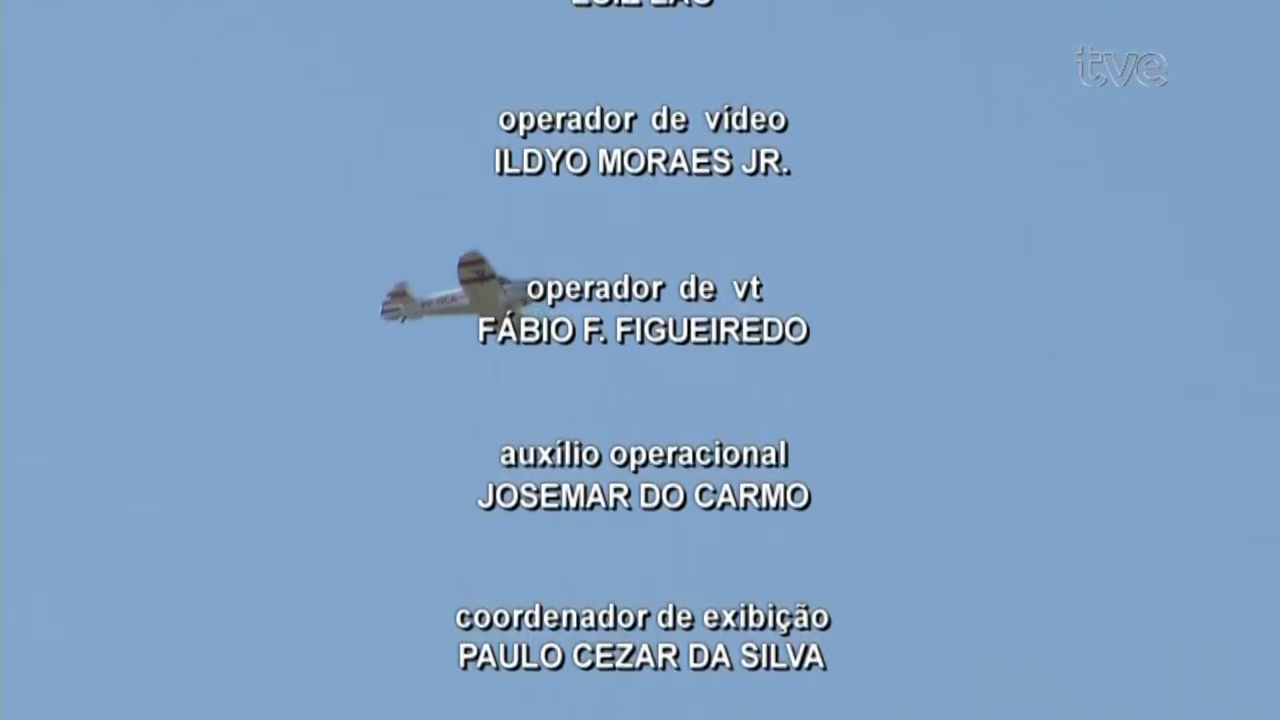 tve
operador de vídeo
ILDYO MORAES JR.
operador de vt
FÁBIO F. FIGUEIREDO
auxílio operacional
JOSEMAR DO CARMO
coordenador de exibição
PAULO CEZAR DA SILVA